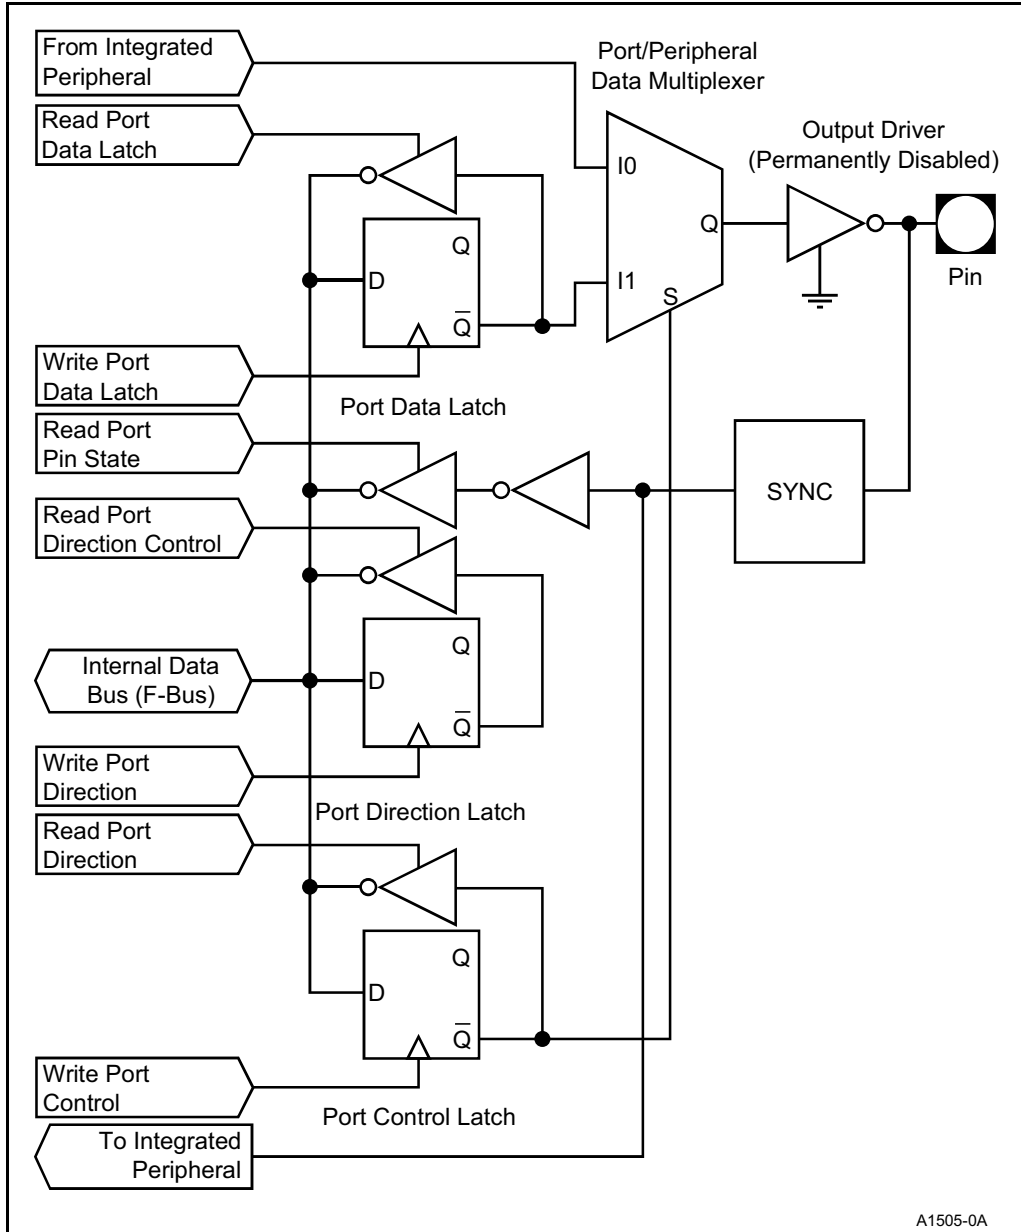 From Integrated
Peripheral
Port/Peripheral
Data Multiplexer
Read Port
Data Latch
Output Driver
(Permanently Disabled)
I0
Q
Q
Pin
D
I1
S
Q̅
Write Port
Data Latch
Port Data Latch
Read Port
Pin State
SYNC
Read Port
Direction Control
Q
Internal Data
Bus (F-Bus)
D
Q̅
Write Port
Direction
Port Direction Latch
Read Port
Direction
Q
D
Q̅
Write Port
Control
Port Control Latch
To Integrated
Peripheral
A1505-0A